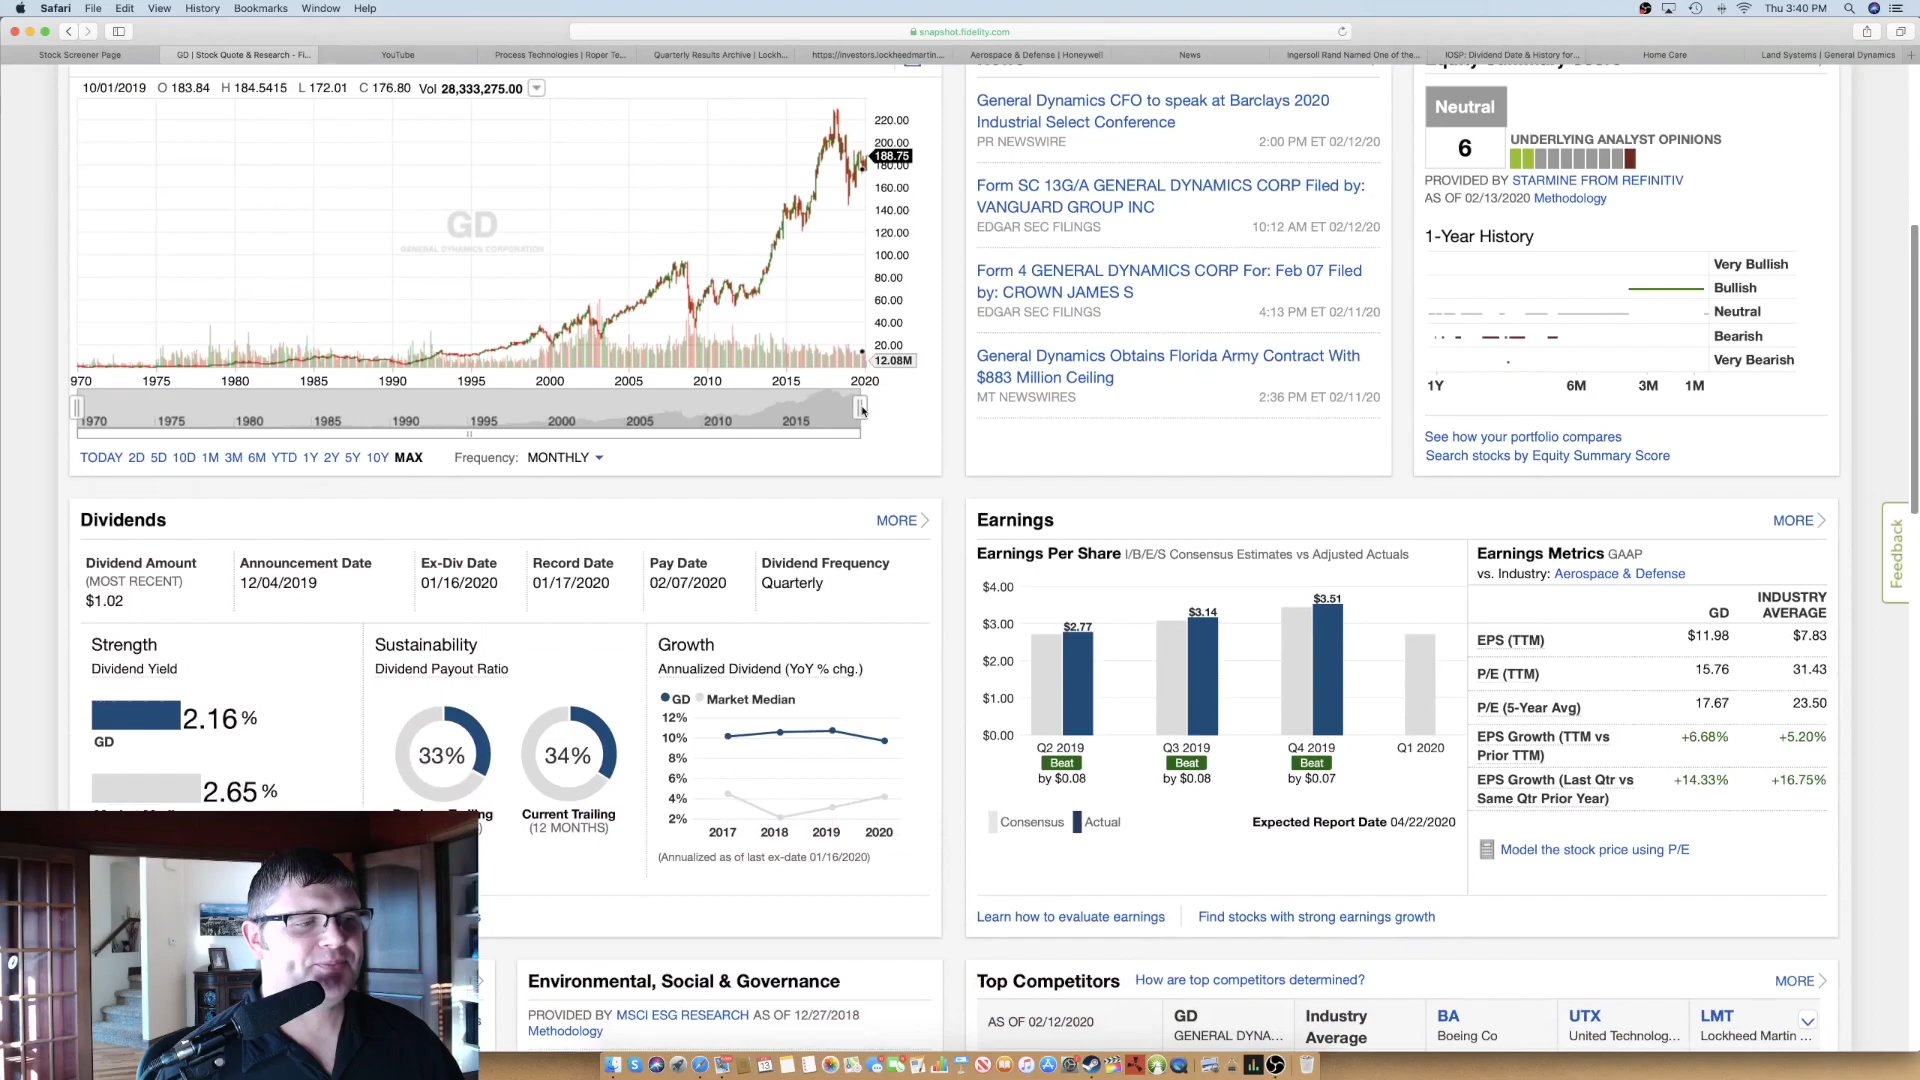 Safari File Edit View History Bookmarks Window Help
Thu 3:40 PM
snapshot.fidelity.com
Stock Screener Page
GD | Stock Quote & Research - Fi...
YouTube
Process Technologies | Roper Te...
Quarterly Results Archive | Lockh...
https://investors.lockheedmartin....
Aerospace & Defense | Honeywell
News
Ingersoll Rand Named One of the...
IOSP: Dividend Date & History for...
Home Care
Land Systems | General Dynamics
10/01/2019 O 183.84 H 184.5415 L 172.01 C 176.80 Vol 28,333,275.00
220.00
200.00
188.75
180.00
160.00
140.00
120.00
100.00
80.00
60.00
40.00
20.00
12.08M
GD
GENERAL DYNAMICS CORPORATION
970 1975 1980 1985 1990 1995 2000 2005 2010 2015 2020
1970 1975 1980 1985 1990 1995 2000 2005 2010 2015
TODAY 2D 5D 10D 1M 3M 6M YTD 1Y 2Y 5Y 10Y MAX
Frequency: MONTHLY
General Dynamics CFO to speak at Barclays 2020
Industrial Select Conference
PR NEWSWIRE 2:00 PM ET 02/12/20
Form SC 13G/A GENERAL DYNAMICS CORP Filed by:
VANGUARD GROUP INC
EDGAR SEC FILINGS 10:12 AM ET 02/12/20
Form 4 GENERAL DYNAMICS CORP For: Feb 07 Filed
by: CROWN JAMES S
EDGAR SEC FILINGS 4:13 PM ET 02/11/20
General Dynamics Obtains Florida Army Contract With
$883 Million Ceiling
MT NEWSWIRES 2:36 PM ET 02/11/20
Neutral
6
UNDERLYING ANALYST OPINIONS
PROVIDED BY STARMINE FROM REFINITIV
AS OF 02/13/2020 Methodology
1-Year History
Very Bullish
Bullish
Neutral
Bearish
Very Bearish
1Y 6M 3M 1M
See how your portfolio compares
Search stocks by Equity Summary Score
Feedback
Dividends MORE
Dividend Amount
(MOST RECENT)
$1.02
Announcement Date
12/04/2019
Ex-Div Date
01/16/2020
Record Date
01/17/2020
Pay Date
02/07/2020
Dividend Frequency
Quarterly
Strength
Dividend Yield
2.16 %
GD
2.65 %
Sustainability
Dividend Payout Ratio
33%
34%
Current Trailing
(12 MONTHS)
Growth
Annualized Dividend (YoY % chg.)
GD Market Median
12%
10%
8%
6%
4%
2%
2017 2018 2019 2020
(Annualized as of last ex-date 01/16/2020)
Earnings MORE
Earnings Per Share I/B/E/S Consensus Estimates vs Adjusted Actuals
$4.00
$3.00
$2.00
$1.00
$0.00
$2.77
$3.14
$3.51
Q2 2019 Q3 2019 Q4 2019 Q1 2020
Beat Beat Beat
by $0.08 by $0.08 by $0.07
Consensus Actual
Expected Report Date 04/22/2020
Earnings Metrics GAAP
vs. Industry: Aerospace & Defense
GD INDUSTRY
AVERAGE
EPS (TTM) $11.98 $7.83
P/E (TTM) 15.76 31.43
P/E (5-Year Avg) 17.67 23.50
EPS Growth (TTM vs
Prior TTM) +6.68% +5.20%
EPS Growth (Last Qtr vs
Same Qtr Prior Year) +14.33% +16.75%
Model the stock price using P/E
Learn how to evaluate earnings
Find stocks with strong earnings growth
Environmental, Social & Governance
PROVIDED BY MSCI ESG RESEARCH AS OF 12/27/2018
Methodology
Top Competitors How are top competitors determined? MORE
AS OF 02/12/2020
GD
GENERAL DYNA...
Industry
Average
BA
Boeing Co
UTX
United Technolog...
LMT
Lockheed Martin ...